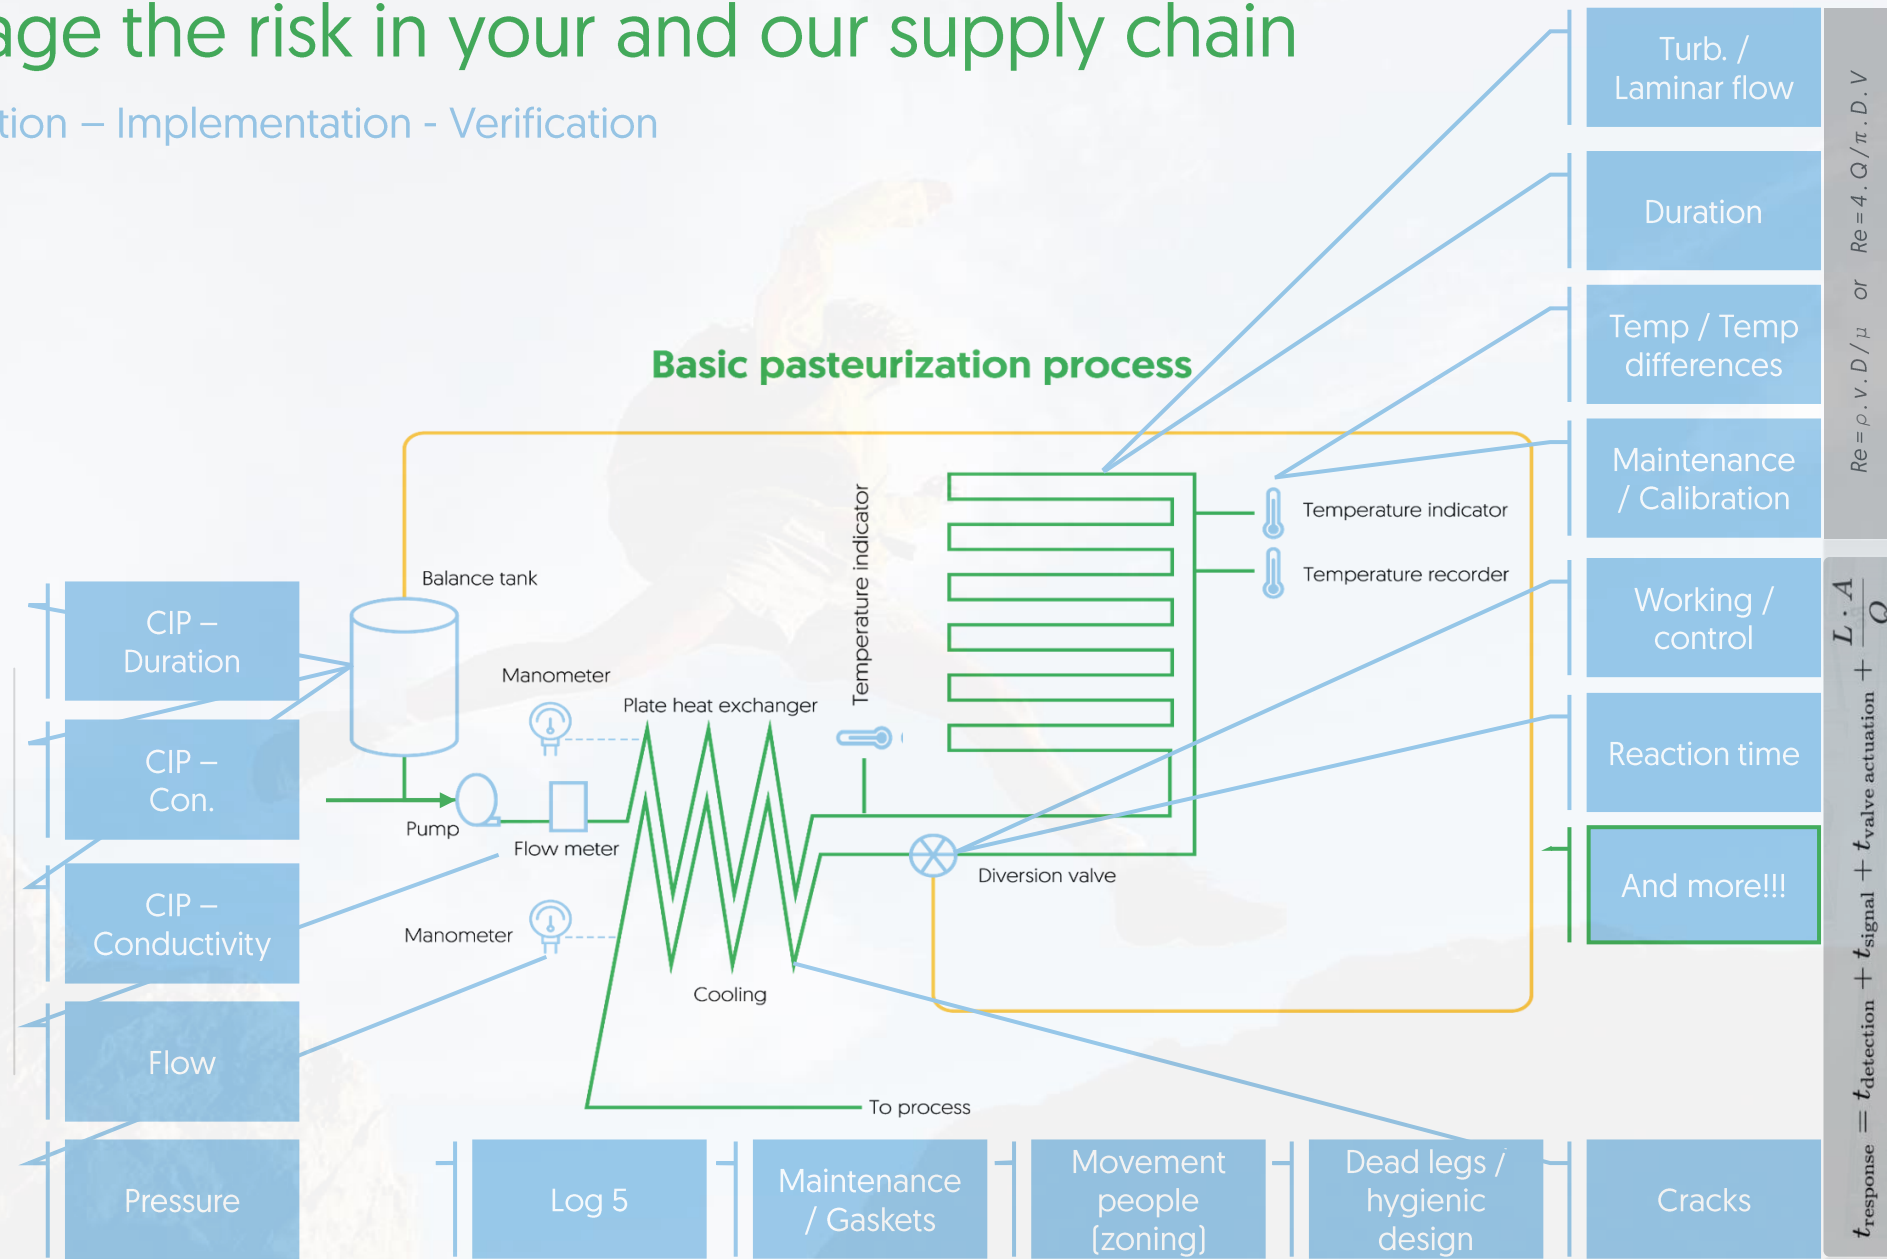 age the risk in your and our supply chain
tion – Implementation - Verification
Basic pasteurization process
Balance tank
Manometer
Plate heat exchanger
Temperature indicator
Temperature indicator
Temperature recorder
Pump
Flow meter
Diversion valve
Manometer
Cooling
To process
CIP –
Duration
CIP –
Con.
CIP –
Conductivity
Flow
Pressure
Log 5
Maintenance
/ Gaskets
Movement
people
(zoning)
Dead legs /
hygienic
design
Cracks
Turb. /
Laminar flow
Duration
Temp / Temp
differences
Maintenance
/ Calibration
Working /
control
Reaction time
And more!!!
Re=ρ.v.D/μ or Re=4.Q/π.D.V
t response = t detection + t signal + t valve actuation + L · A / Q